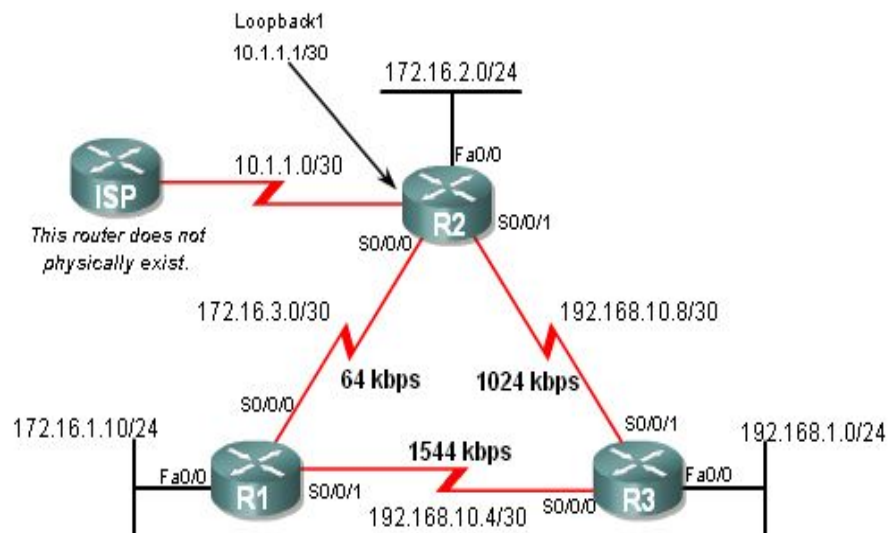 Loopback1
10.1.1.1/30
172.16.2.0/24
Fa0/0
10.1.1.0/30
ISP
R2
S0/0/1
This router does not
physically exist.
S0/0/0
172.16.3.0/30
192.168.10.8/30
64 kbps
1024 kbps
S0/0/0
S0/0/1
172.16.1.10/24
1544 kbps
192.168.1.0/24
Fa0/0
R1
S0/0/1
S0/0/0
R3
Fa0/0
192.168.10.4/30